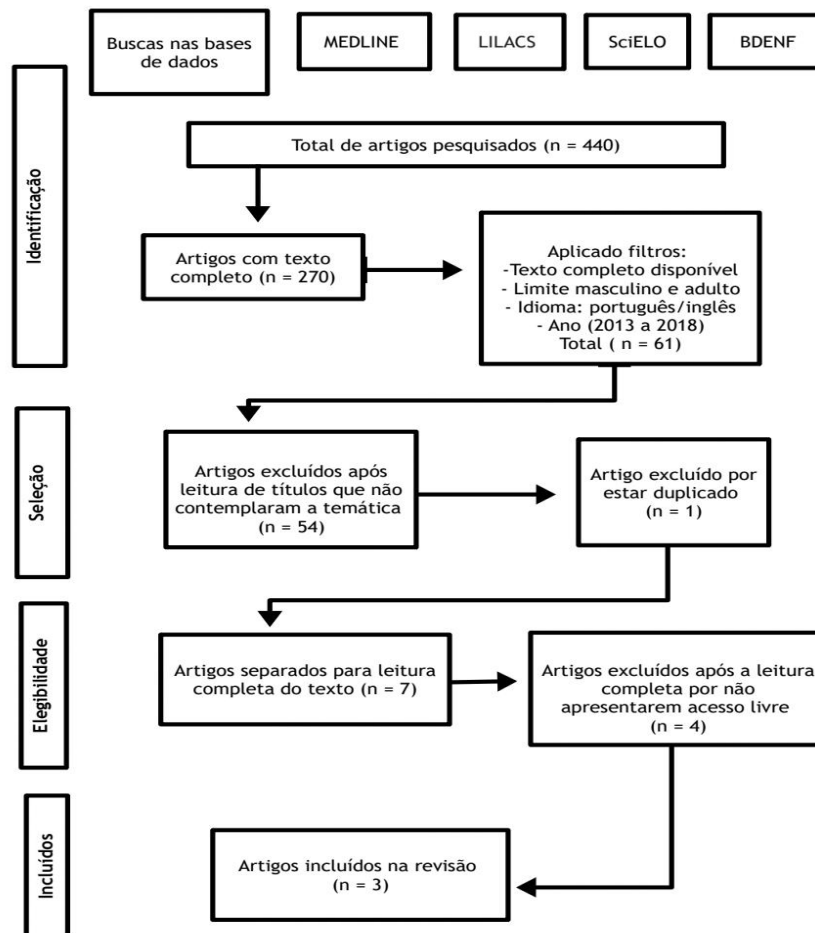 Buscas nas bases
de dados
MEDLINE
LILACS
SciELO
BDENF
Identificação
Total de artigos pesquisados (n = 440)
Artigos com texto
completo (n = 270)
Aplicado filtros:
-Texto completo disponível
- Limite masculino e adulto
- Idioma: português/inglês
- Ano (2013 a 2018)
Total ( n = 61)
Seleção
Artigos excluídos após
leitura de títulos que não
contemplaram a temática
(n = 54)
Artigo excluído por
estar duplicado
(n = 1)
Elegibilidade
Artigos separados para leitura
completa do texto (n = 7)
Artigos excluídos após a leitura
completa por não
apresentarem acesso livre
(n = 4)
Incluídos
Artigos incluídos na revisão
(n = 3)